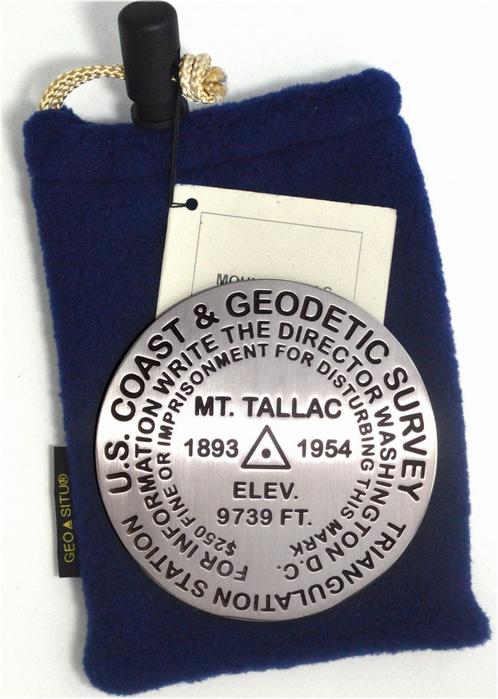 U.S. COAST & GEODETIC SURVEY
TRIANGULATION STATION
FOR INFORMATION WRITE THE DIRECTOR WASHINGTON D.C.
$250 FINE OR IMPRISONMENT FOR DISTURBING THIS MARK
MT. TALLAC
1893 1954
ELEV.
9739 FT.
GEO▲SITU®